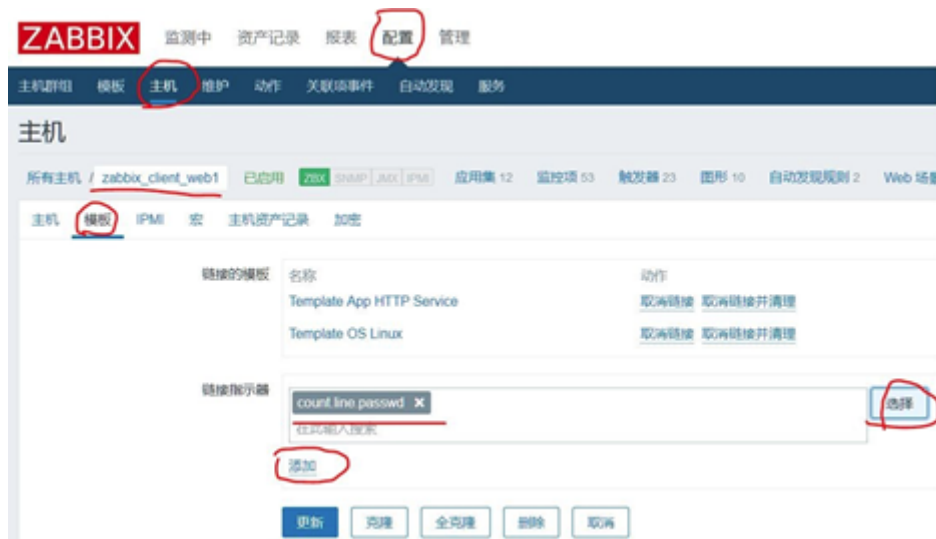 ZABBIX 监测中 资产记录 报表 配置 管理
主机群组 模板 主机 维护 动作 关联项事件 自动发现 服务
主机
所有主机 / zabbix_client_web1 已启用 ZBX SNMP JMX IPMI 应用集 12 监控项 53 触发器 23 图形 10 自动发现规则 2 Web 场景
主机 模板 IPMI 宏 主机资产记录 加密
链接的模板 名称 动作
Template App HTTP Service 取消链接 取消链接并清理
Template OS Linux 取消链接 取消链接并清理
链接指示器 count line passwd × 选择
在此输入搜索
添加
更新 克隆 全克隆 删除 取消